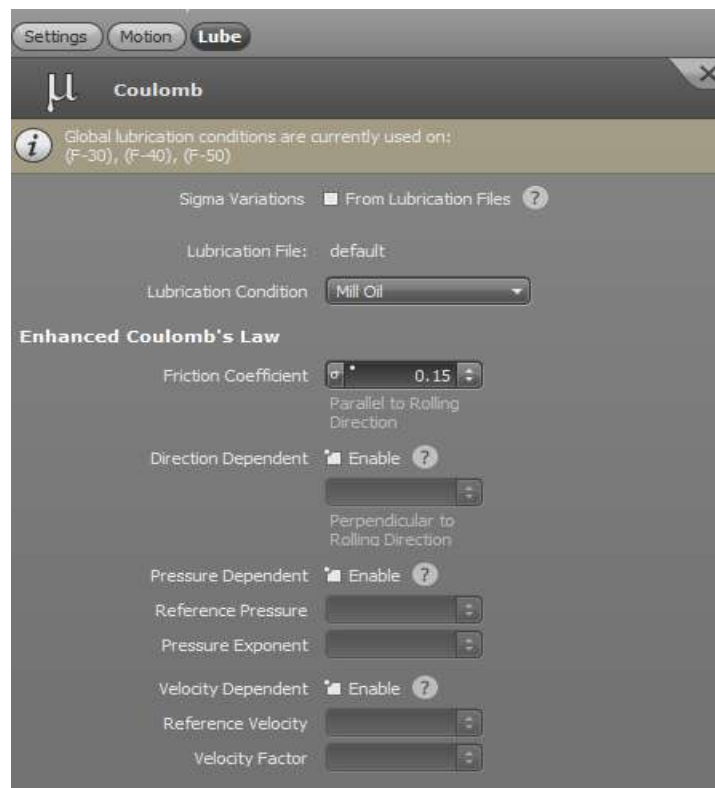 Settings Motion Lube
μ Coulomb
i Global lubrication conditions are currently used on:
(F-30), (F-40), (F-50)
Sigma Variations From Lubrication Files ?
Lubrication File: default
Lubrication Condition Mill Oil
Enhanced Coulomb's Law
Friction Coefficient σ 0.15
Parallel to Rolling
Direction
Direction Dependent Enable ?
Perpendicular to
Rolling Direction
Pressure Dependent Enable ?
Reference Pressure
Pressure Exponent
Velocity Dependent Enable ?
Reference Velocity
Velocity Factor